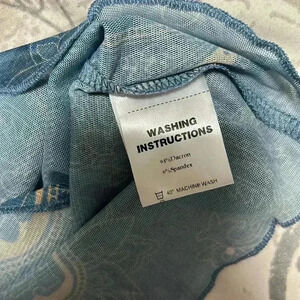 WASHING
INSTRUCTIONS
94%Dacron
6%Spandex
40° MACHINE WASH